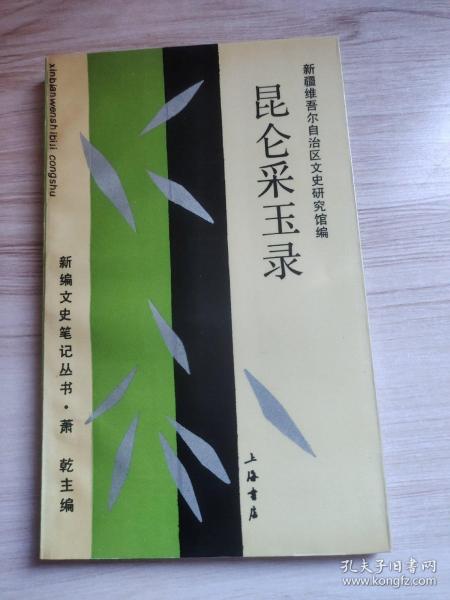 新疆维吾尔自治区文史研究馆编
昆仑采玉录
xinbianwenshibiji congshu
新编文史笔记丛书·萧 乾主编
上海书店
孔夫子旧书网
www.kongfz.com